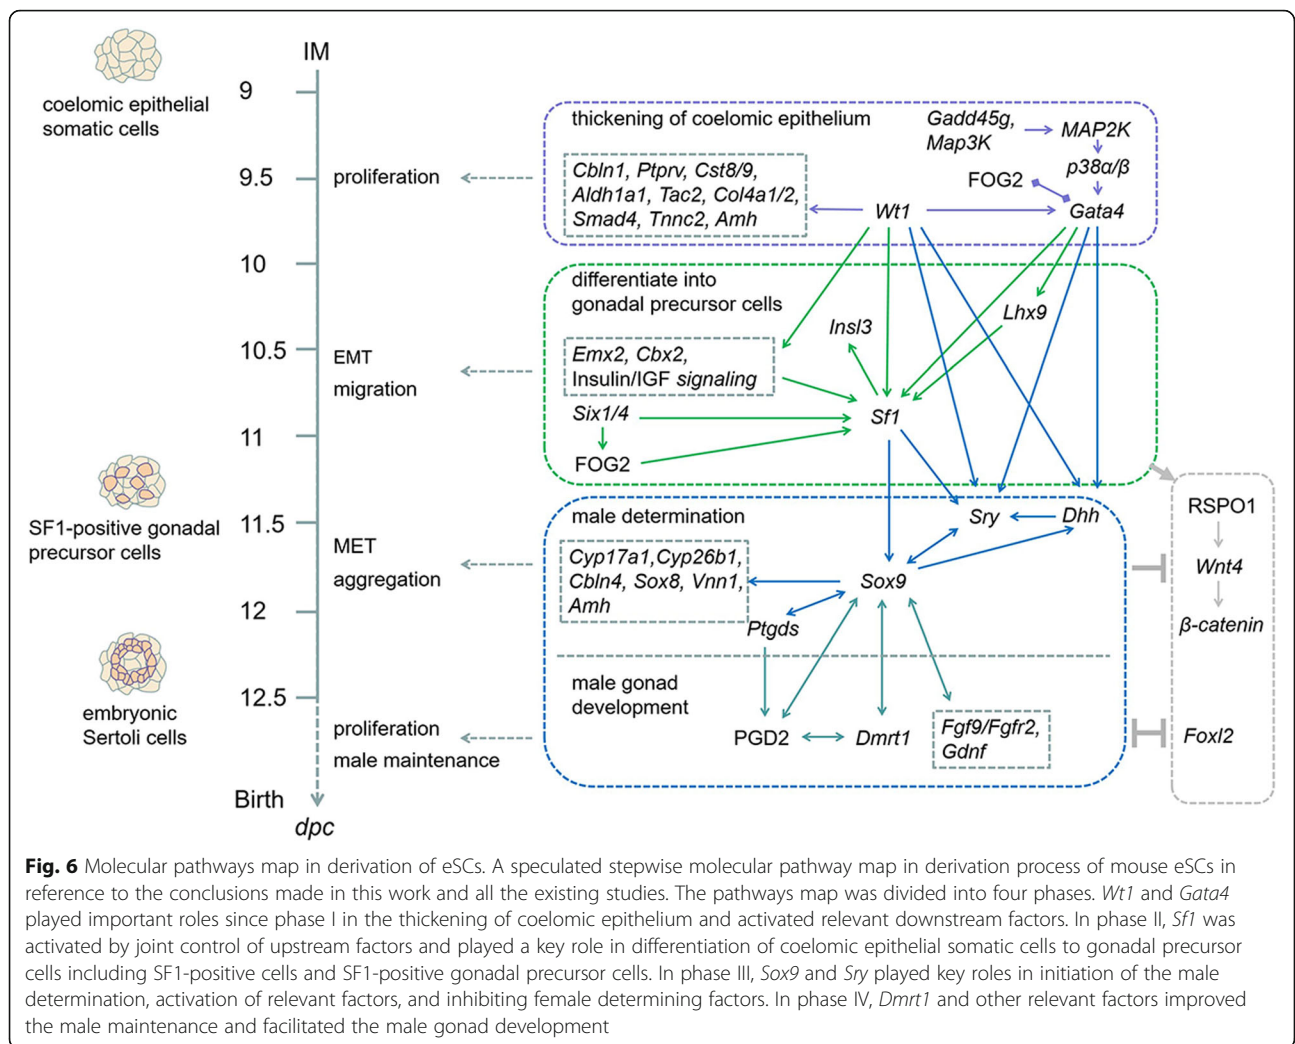 IM
9
coelomic epithelial
somatic cells
thickening of coelomic epithelium
Gadd45g,
Map3K
MAP2K
9.5
proliferation
Cbln1, Ptprv, Cst8/9,
Aldh1a1, Tac2, Col4a1/2,
Smad4, Tnnc2, Amh
FOG2
p38α/β
Wt1
Gata4
10
differentiate into
gonadal precursor cells
Insl3
Lhx9
10.5
EMT
migration
Emx2, Cbx2,
Insulin/IGF signaling
Six1/4
Sf1
11
FOG2
SF1-positive gonadal
precursor cells
11.5
male determination
Sry
Dhh
RSPO1
MET
aggregation
Cyp17a1,Cyp26b1,
Cbln4, Sox8, Vnn1,
Amh
Sox9
Wnt4
12
Ptgds
β-catenin
12.5
male gonad
development
embryonic
Sertoli cells
proliferation
male maintenance
PGD2
Dmrt1
Fgf9/Fgfr2,
Gdnf
Foxl2
Birth
dpc
Fig. 6 Molecular pathways map in derivation of eSCs. A speculated stepwise molecular pathway map in derivation process of mouse eSCs in
reference to the conclusions made in this work and all the existing studies. The pathways map was divided into four phases. Wt1 and Gata4
played important roles since phase I in the thickening of coelomic epithelium and activated relevant downstream factors. In phase II, Sf1 was
activated by joint control of upstream factors and played a key role in differentiation of coelomic epithelial somatic cells to gonadal precursor
cells including SF1-positive cells and SF1-positive gonadal precursor cells. In phase III, Sox9 and Sry played key roles in initiation of the male
determination, activation of relevant factors, and inhibiting female determining factors. In phase IV, Dmrt1 and other relevant factors improved
the male maintenance and facilitated the male gonad development